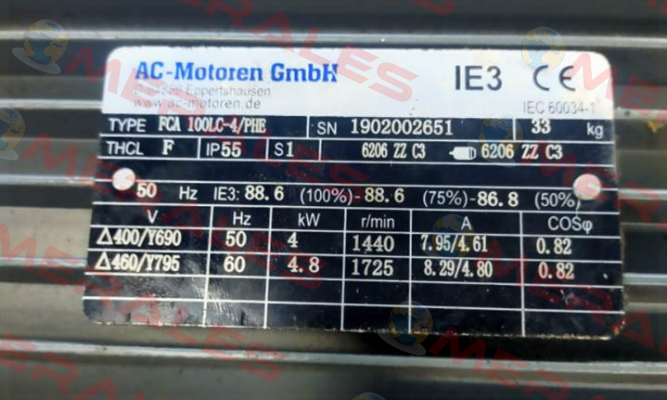 AC-Motoren GmbH IE3 CE
Eppertshausen
www.ac-motoren.de IEC 60034-1
TYPE FCA 100LC-4/PHE SN 1902002651 33 kg
THCL F IP55 S1 6206 ZZ C3 6206 ZZ C3
50 Hz IE3: 88.6 (100%)-88.6 (75%)-86.8 (50%)
V Hz kW r/min A COSφ
Δ400/Y690 50 4 1440 7.95/4.61 0.82
Δ460/Y795 60 4.8 1725 8.29/4.80 0.82
MERALES